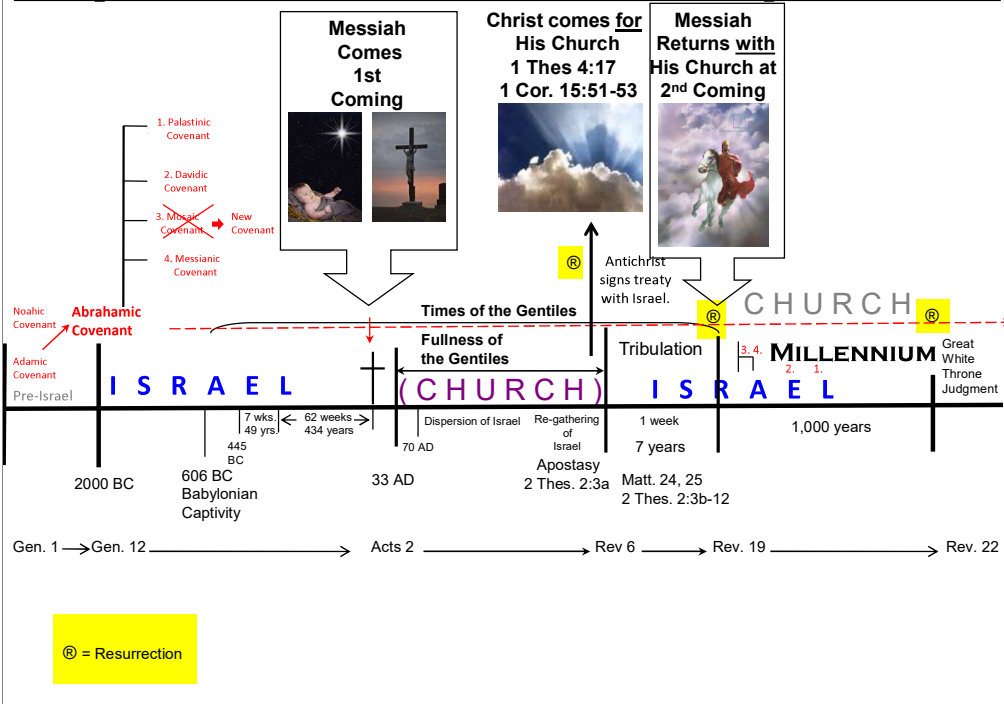 Messiah
Comes
1st
Coming
Christ comes for
His Church
1 Thes 4:17
1 Cor. 15:51-53
Messiah
Returns with
His Church at
2nd Coming
1. Palastinic
Covenant
2. Davidic
Covenant
3. Mosaic
Covenant
New
Covenant
4. Messianic
Covenant
Noahic
Covenant
Abrahamic
Covenant
Adamic
Covenant
Pre-Israel
®
Antichrist
signs treaty
with Israel.
®
CHURCH
®
Times of the Gentiles
Fullness of
the Gentiles
Tribulation
3. 4.
MILLENNIUM
2. 1.
Great
White
Throne
Judgment
ISRAEL
(CHURCH)
ISRAEL
7 wks.
49 yrs.
62 weeks
434 years
445
BC
70 AD
Dispersion of Israel
Re-gathering
of
Israel
1 week
7 years
1,000 years
2000 BC
606 BC
Babylonian
Captivity
33 AD
Apostasy
2 Thes. 2:3a
Matt. 24, 25
2 Thes. 2:3b-12
Gen. 1
Gen. 12
Acts 2
Rev 6
Rev. 19
Rev. 22
® = Resurrection